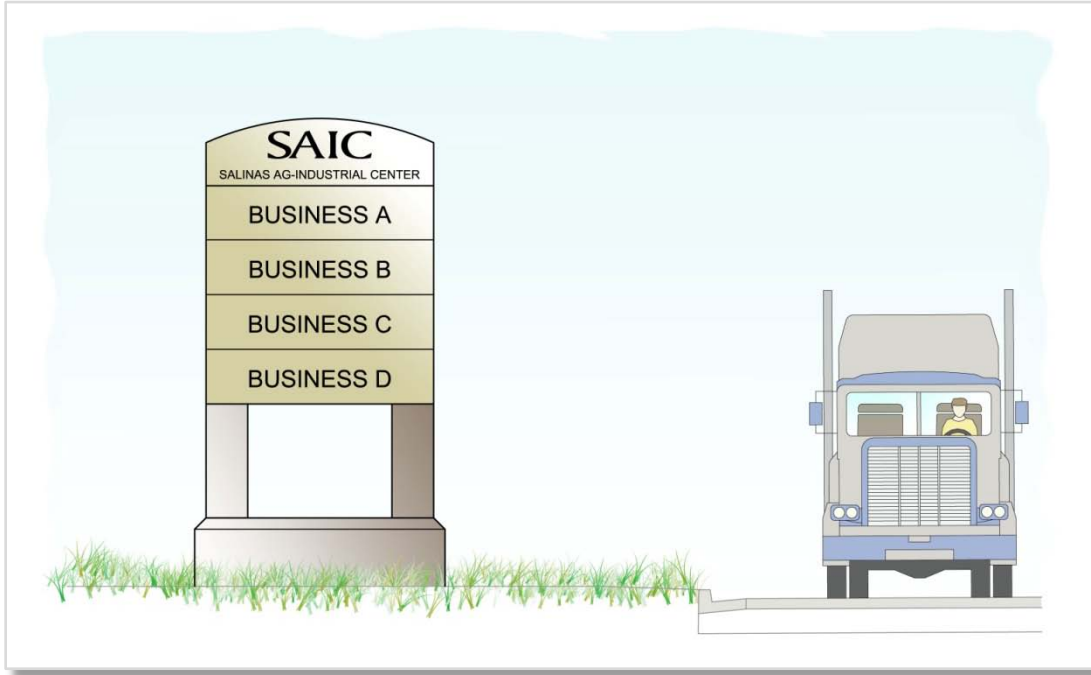 SAIC
SALINAS AG-INDUSTRIAL CENTER
BUSINESS A
BUSINESS B
BUSINESS C
BUSINESS D